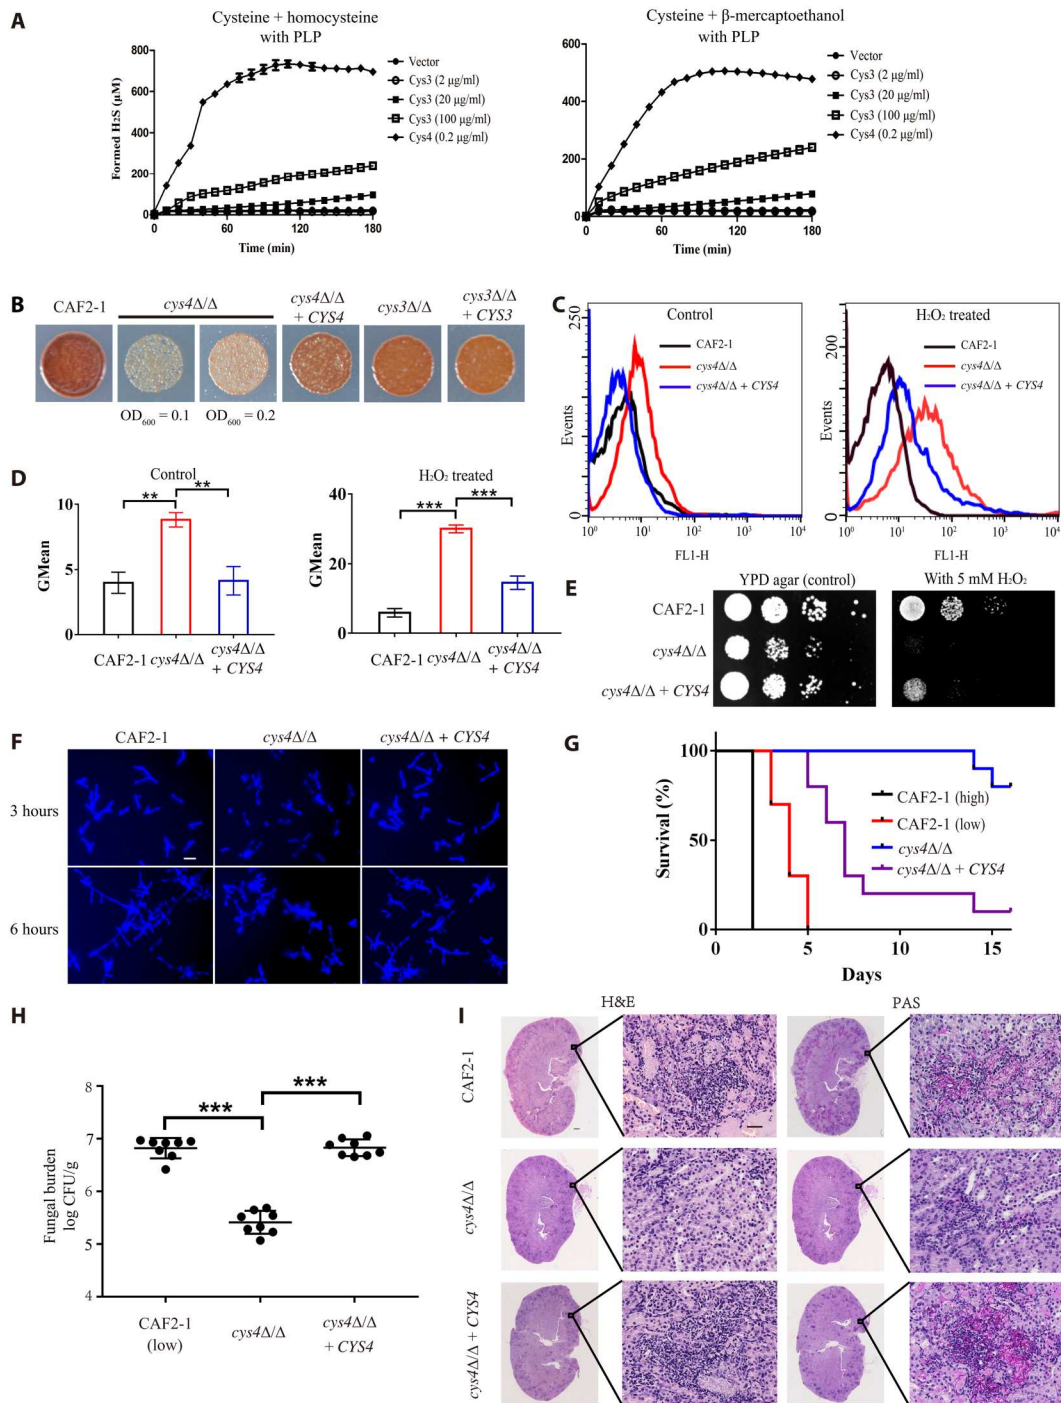 A
Cysteine + homocysteine
with PLP
800
600
400
200
0
Formed H2S (μM)
0
60
120
180
Time (min)
Vector
Cys3 (2 μg/ml)
Cys3 (20 μg/ml)
Cys3 (100 μg/ml)
Cys4 (0.2 μg/ml)
Cysteine + β-mercaptoethanol
with PLP
600
400
200
0
0
60
120
180
Time (min)
Vector
Cys3 (2 μg/ml)
Cys3 (20 μg/ml)
Cys3 (100 μg/ml)
Cys4 (0.2 μg/ml)
B
CAF2-1
cys4Δ/Δ
cys4Δ/Δ
+ CYS4
cys3Δ/Δ
cys3Δ/Δ
+ CYS3
OD600 = 0.1
OD600 = 0.2
C
Control
250
0
Events
CAF2-1
cys4Δ/Δ
cys4Δ/Δ + CYS4
10⁰ 10¹ 10² 10³ 10⁴
FL1-H
H2O2 treated
200
0
Events
CAF2-1
cys4Δ/Δ
cys4Δ/Δ + CYS4
10⁰ 10¹ 10² 10³ 10⁴
FL1-H
D
Control
** **
10
5
0
GMean
CAF2-1 cys4Δ/Δ cys4Δ/Δ
+ CYS4
H2O2 treated
*** ***
40
20
0
GMean
CAF2-1 cys4Δ/Δ cys4Δ/Δ
+ CYS4
E
YPD agar (control)
With 5 mM H2O2
CAF2-1
cys4Δ/Δ
cys4Δ/Δ + CYS4
F
CAF2-1
cys4Δ/Δ
cys4Δ/Δ + CYS4
3 hours
6 hours
G
100
50
0
Survival (%)
0
5
10
15
Days
CAF2-1 (high)
CAF2-1 (low)
cys4Δ/Δ
cys4Δ/Δ + CYS4
H
8
7
6
5
4
Fungal burden
log CFU/g
*** ***
CAF2-1
(low)
cys4Δ/Δ
cys4Δ/Δ
+ CYS4
I
H&E
PAS
CAF2-1
cys4Δ/Δ
cys4Δ/Δ + CYS4